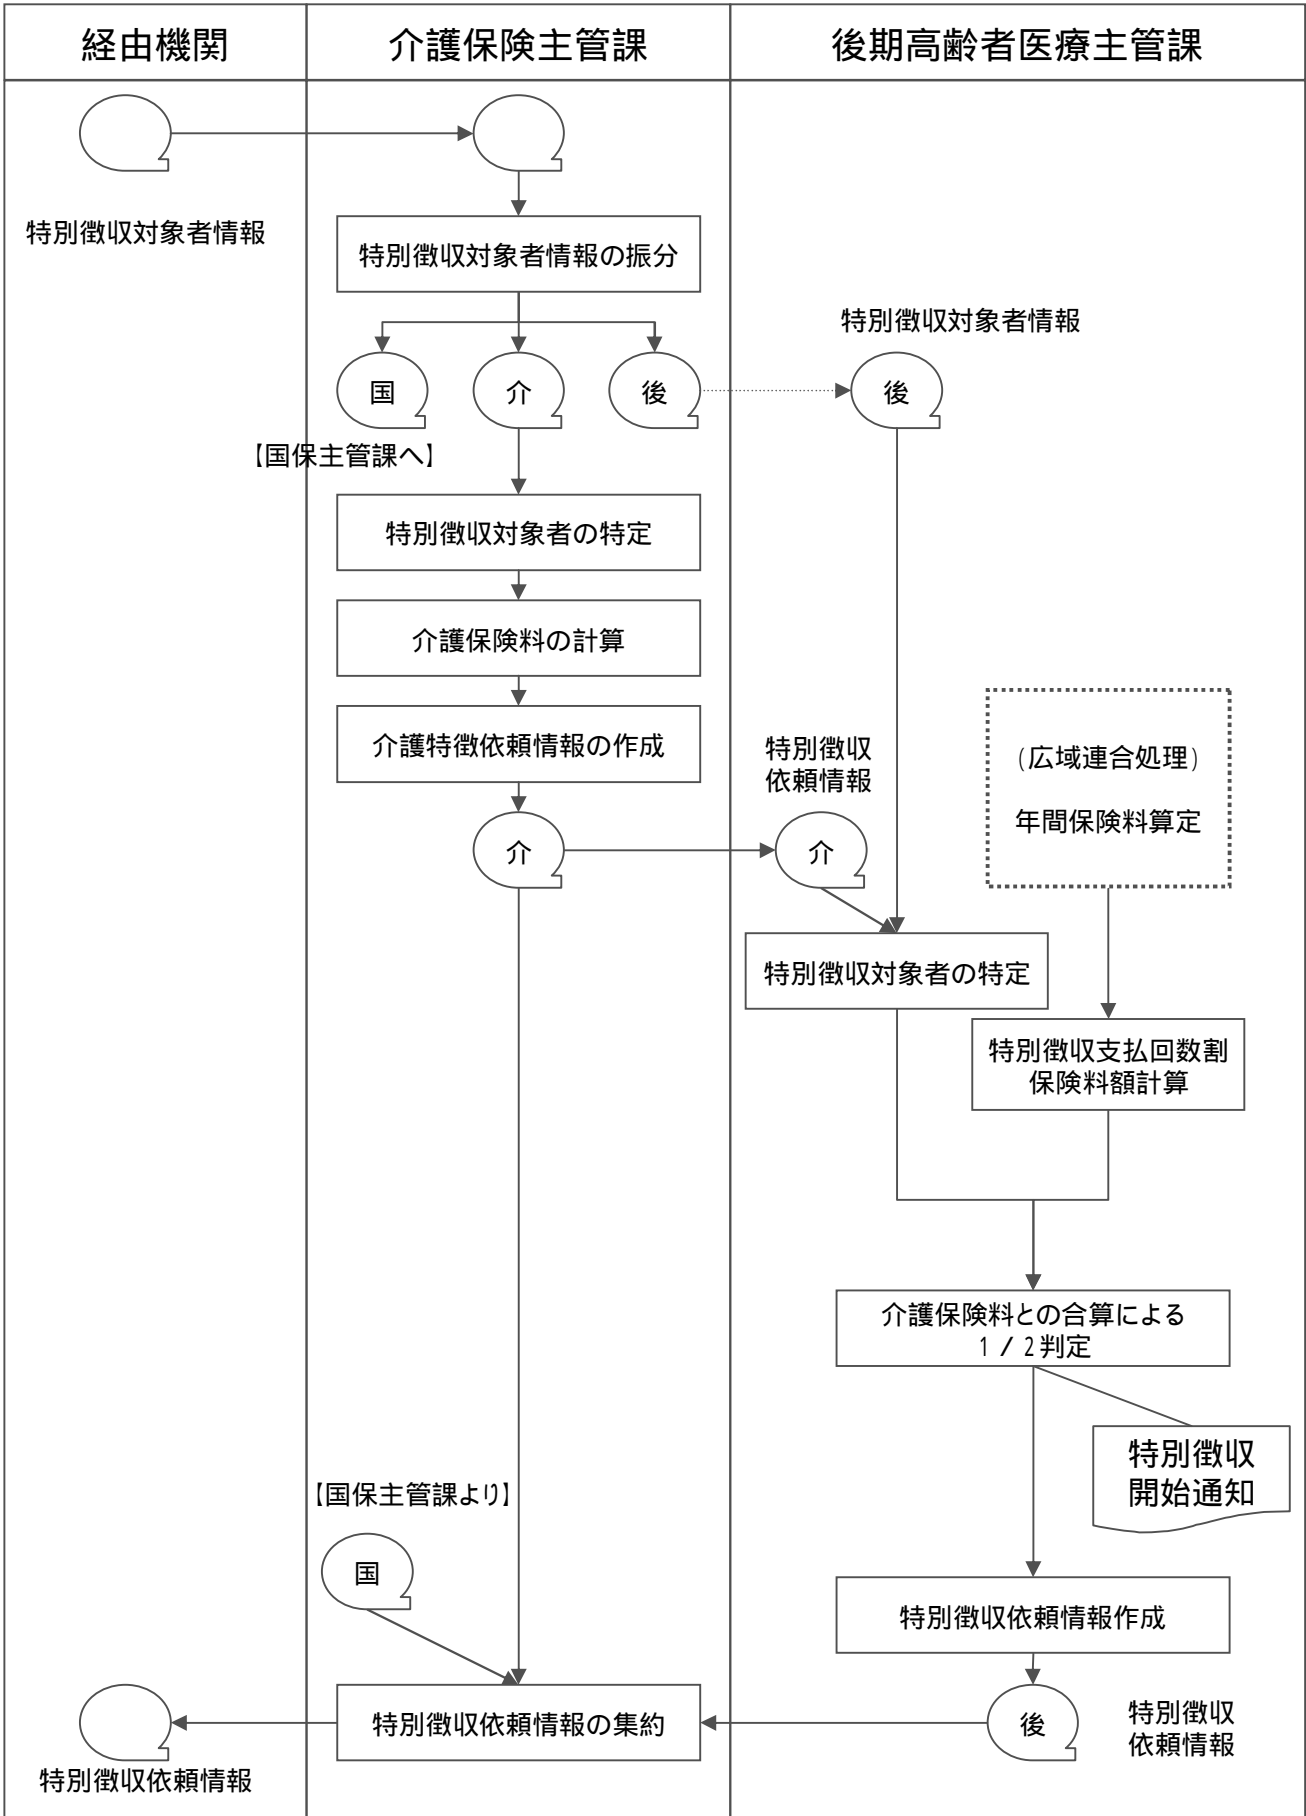 経由機関
介護保険主管課
後期高齢者医療主管課
特別徴収対象者情報
特別徴収対象者情報の振分
特別徴収対象者情報
国
介
後
後
【国保主管課へ】
特別徴収対象者の特定
介護保険料の計算
介護特徴依頼情報の作成
特別徴収
依頼情報
(広域連合処理)
年間保険料算定
介
介
特別徴収対象者の特定
特別徴収支払回数割
保険料額計算
介護保険料との合算による
1/2判定
特別徴収
開始通知
【国保主管課より】
国
特別徴収依頼情報作成
特別徴収依頼情報の集約
後
特別徴収
依頼情報
特別徴収依頼情報